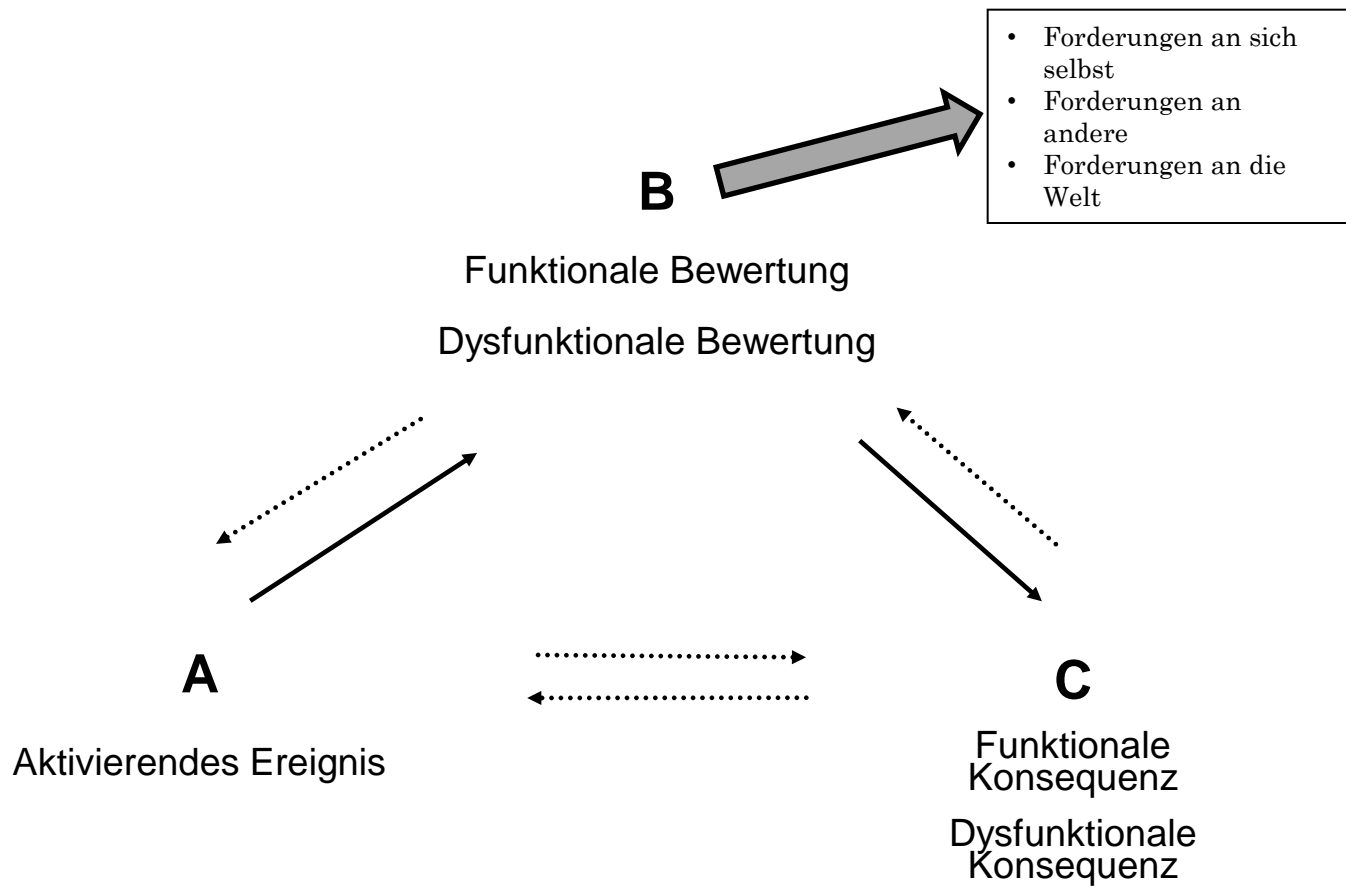 • Forderungen an sich
selbst
• Forderungen an
andere
• Forderungen an die
Welt
B
Funktionale Bewertung
Dysfunktionale Bewertung
A
Aktivierendes Ereignis
C
Funktionale
Konsequenz
Dysfunktionale
Konsequenz